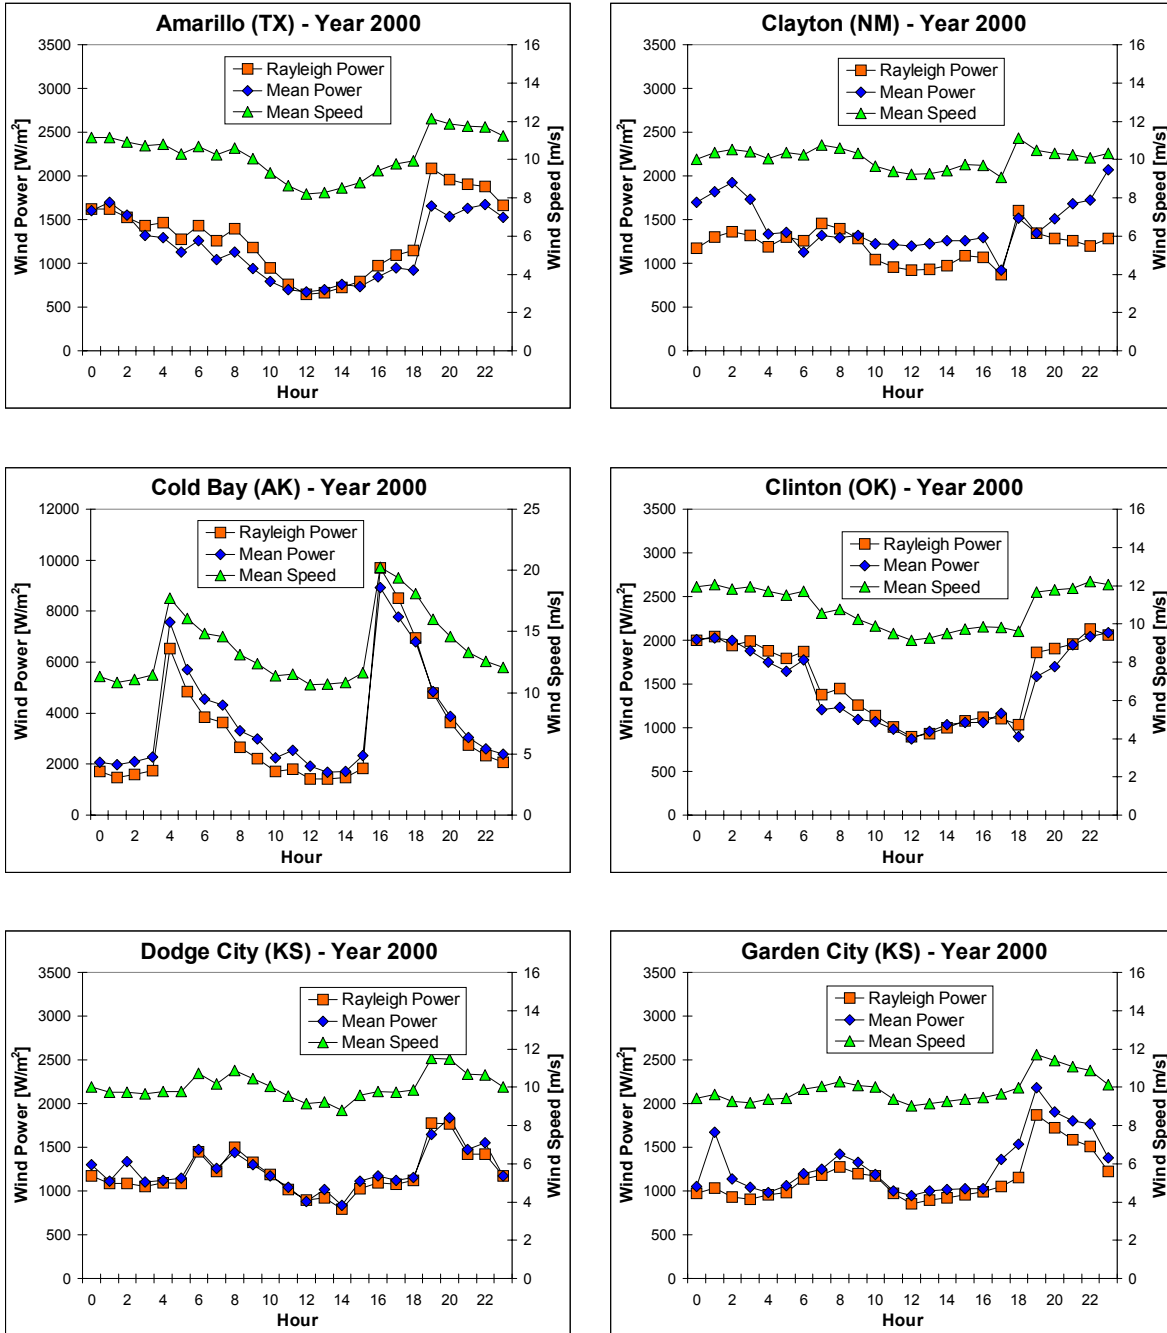 Amarillo (TX) - Year 2000
Rayleigh Power
Mean Power
Mean Speed
Wind Power [W/m²]
3500
3000
2500
2000
1500
1000
500
0
Wind Speed [m/s]
16
14
12
10
8
6
4
2
0
0 2 4 6 8 10 12 14 16 18 20 22
Hour
Clayton (NM) - Year 2000
Rayleigh Power
Mean Power
Mean Speed
Wind Power [W/m²]
3500
3000
2500
2000
1500
1000
500
0
Wind Speed [m/s]
16
14
12
10
8
6
4
2
0
0 2 4 6 8 10 12 14 16 18 20 22
Hour
Cold Bay (AK) - Year 2000
Rayleigh Power
Mean Power
Mean Speed
Wind Power [W/m²]
12000
10000
8000
6000
4000
2000
0
Wind Speed [m/s]
25
20
15
10
5
0
0 2 4 6 8 10 12 14 16 18 20 22
Hour
Clinton (OK) - Year 2000
Rayleigh Power
Mean Power
Mean Speed
Wind Power [W/m²]
3500
3000
2500
2000
1500
1000
500
0
Wind Speed [m/s]
16
14
12
10
8
6
4
2
0
0 2 4 6 8 10 12 14 16 18 20 22
Hour
Dodge City (KS) - Year 2000
Rayleigh Power
Mean Power
Mean Speed
Wind Power [W/m²]
3500
3000
2500
2000
1500
1000
500
0
Wind Speed [m/s]
16
14
12
10
8
6
4
2
0
0 2 4 6 8 10 12 14 16 18 20 22
Hour
Garden City (KS) - Year 2000
Rayleigh Power
Mean Power
Mean Speed
Wind Power [W/m²]
3500
3000
2500
2000
1500
1000
500
0
Wind Speed [m/s]
16
14
12
10
8
6
4
2
0
0 2 4 6 8 10 12 14 16 18 20 22
Hour